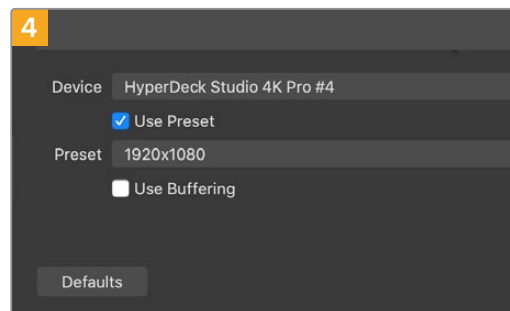 4
Device HyperDeck Studio 4K Pro #4
Use Preset
Preset 1920x1080
Use Buffering
Defaults